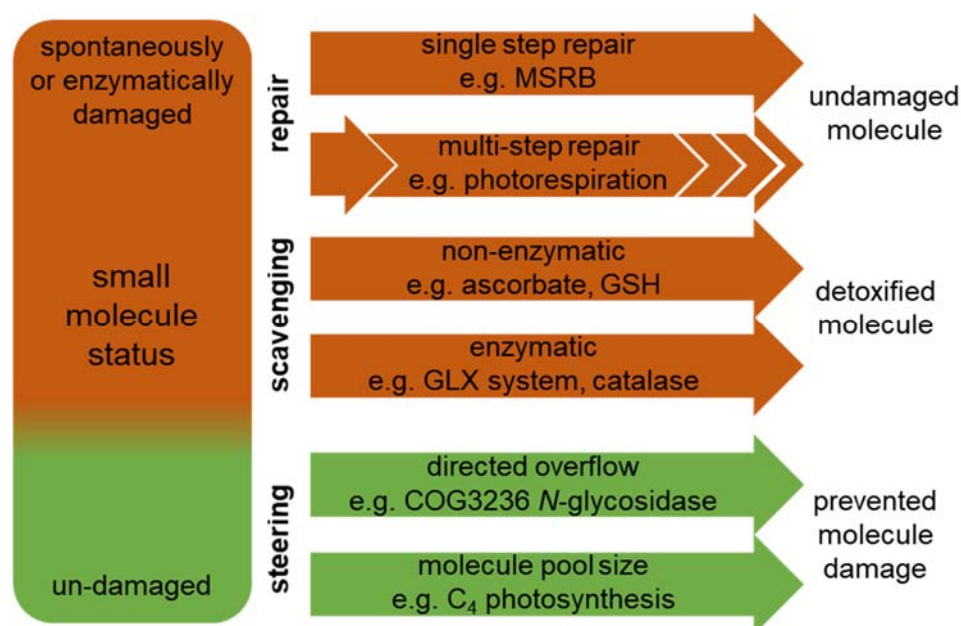 spontaneously
or enzymatically
damaged
small
molecule
status
un-damaged
repair
single step repair
e.g. MSRB
multi-step repair
e.g. photorespiration
undamaged
molecule
scavenging
non-enzymatic
e.g. ascorbate, GSH
enzymatic
e.g. GLX system, catalase
detoxified
molecule
steering
directed overflow
e.g. COG3236 N-glycosidase
molecule pool size
e.g. C₄ photosynthesis
prevented
molecule
damage